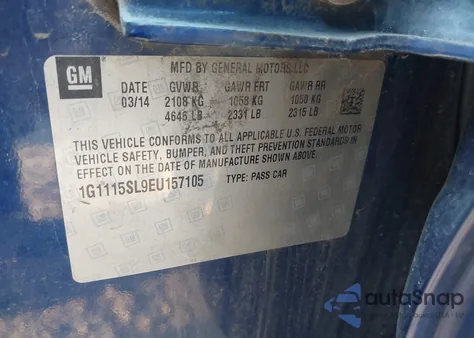 GM
MFD BY GENERAL MOTORS LLC
DATE GVWR GAWR FRT GAWR RR
03/14 2108 KG 1058 KG 1050 KG
4648 LB 2331 LB 2315 LB
THIS VEHICLE CONFORMS TO ALL APPLICABLE U.S. FEDERAL MOTOR
VEHICLE SAFETY, BUMPER, AND THEFT PREVENTION STANDARDS IN
EFFECT ON THE DATE OF MANUFACTURE SHOWN ABOVE.
1G1115SL9EU157105 TYPE: PASS CAR
autoSnap